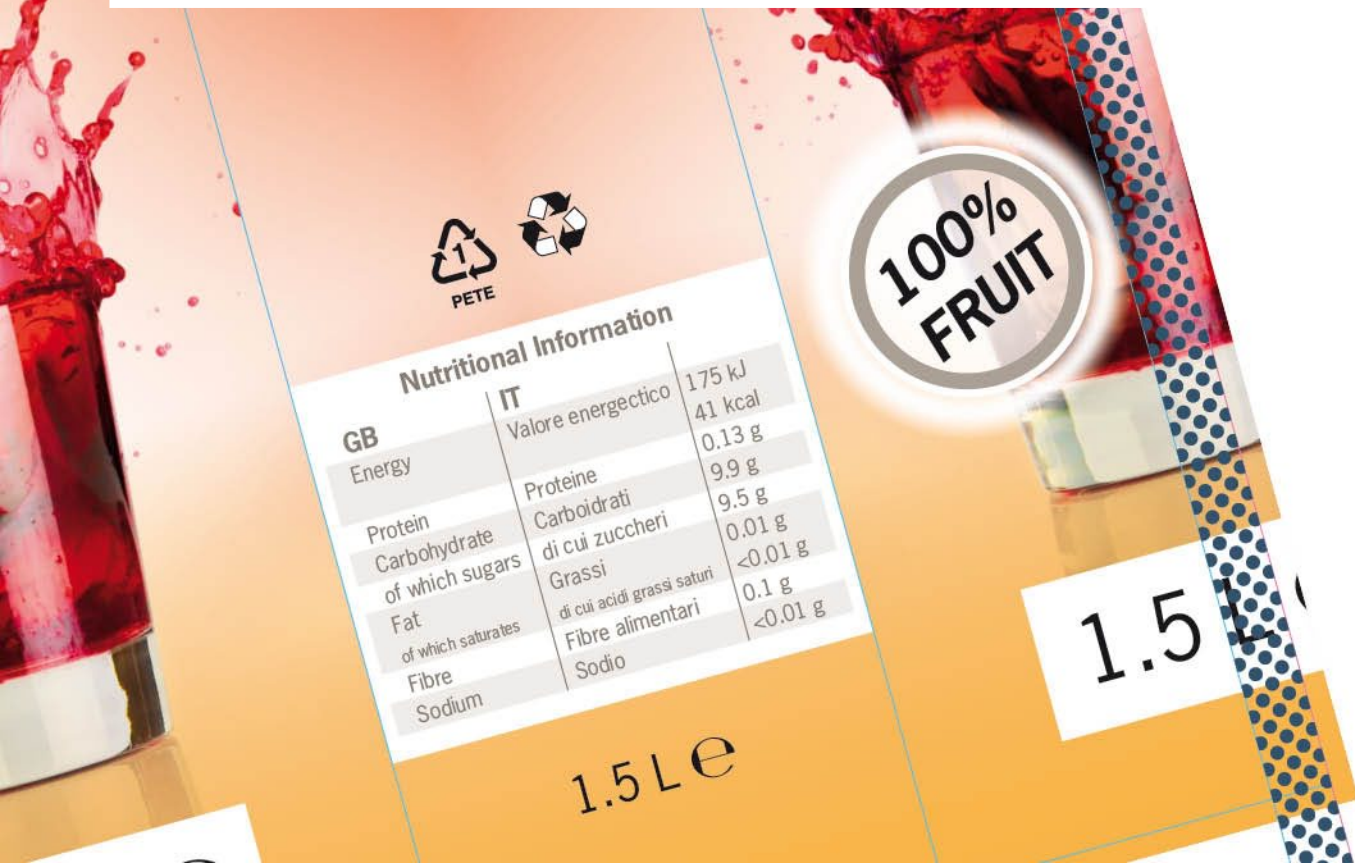 1
PETE
100%
FRUIT
Nutritional Information
GB IT
Energy Valore energectico 175 kJ
41 kcal
Protein Proteine 0.13 g
Carbohydrate Carboidrati 9.9 g
of which sugars di cui zuccheri 9.5 g
Fat Grassi 0.01 g
of which saturates di cui acidi grassi saturi <0.01 g
Fibre Fibre alimentari 0.1 g
Sodium Sodio <0.01 g
1.5 L
1.5 L e